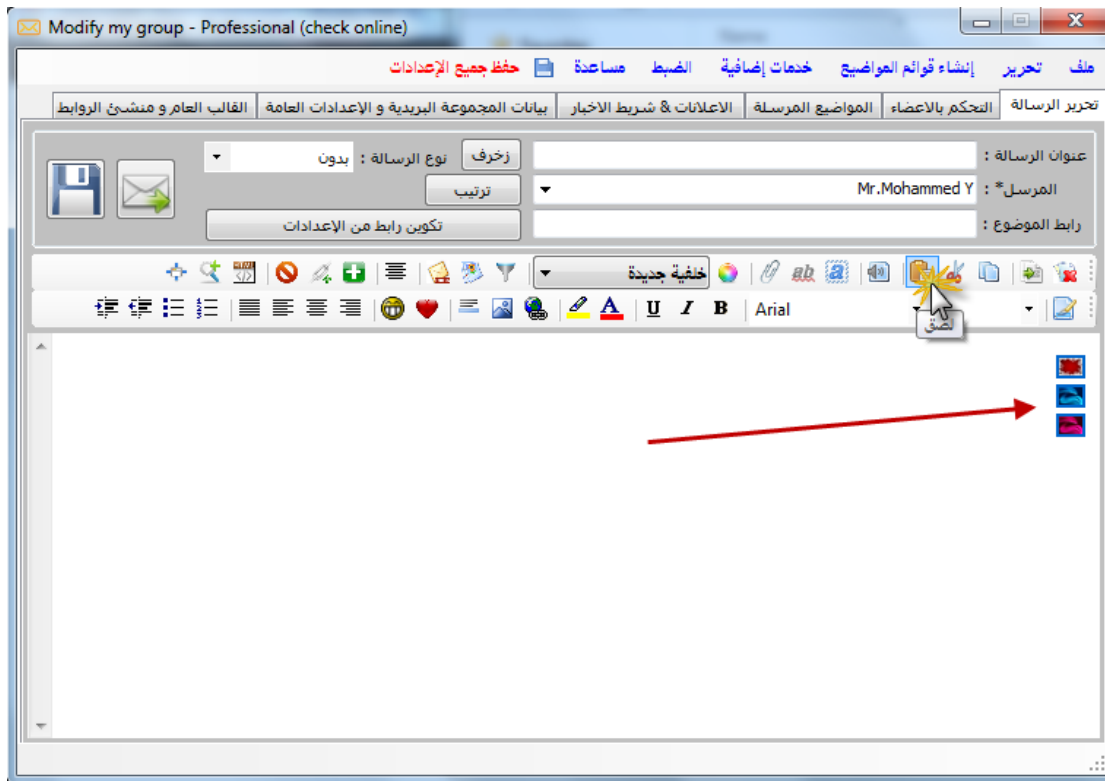 Modify my group - Professional (check online)
ملف تحرير إنشاء قوائم المواضيع خدمات إضافية الضبط مساعدة حفظ جميع الإعدادات
تحرير الرسالة التحكم بالاعضاء المواضيع المرسلة الاعلانات & شريط الاخبار بيانات المجموعة البريدية و الإعدادات العامة القالب العام و منشئ الروابط
عنوان الرسالة : زخرف نوع الرسالة : بدون
المرسل* : Mr.Mohammed Y ترتيب
رابط الموضوع : تكوين رابط من الاعدادات
خلفية جديدة
Arial B I U A
لصق